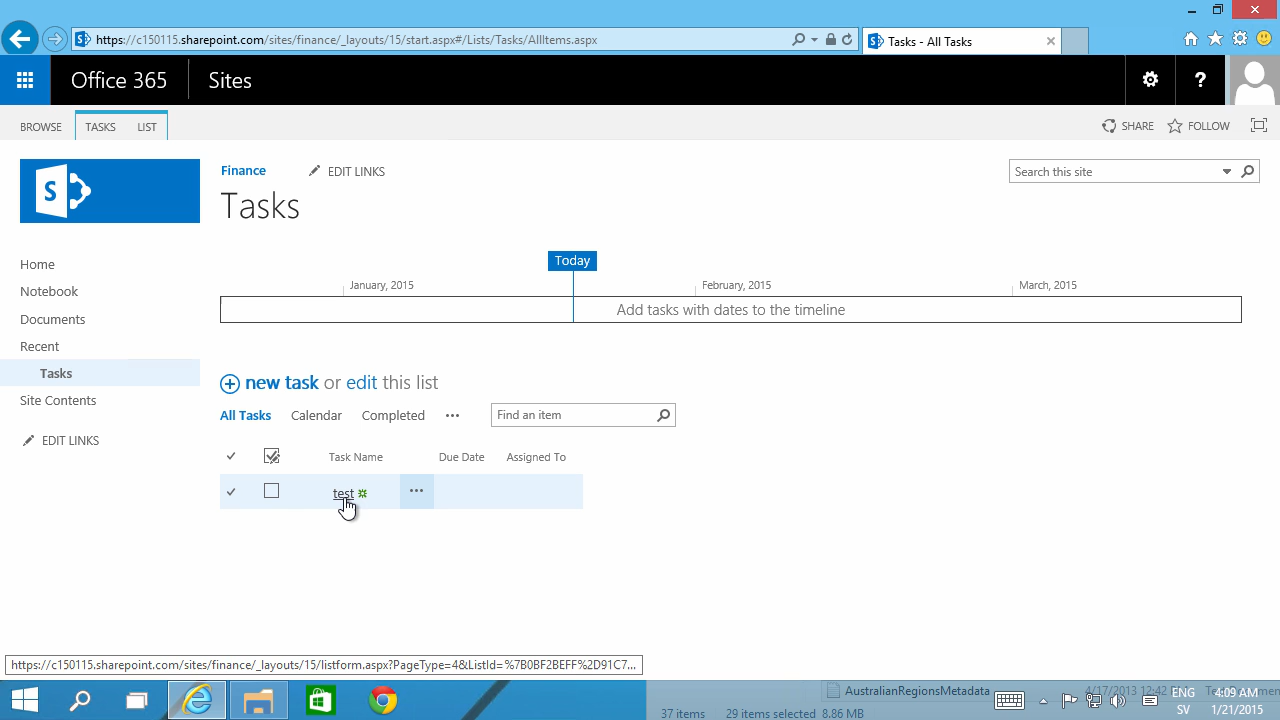 https://c150115.sharepoint.com/sites/finance/_layouts/15/start.aspx#/Lists/Tasks/AllItems.aspx
Tasks - All Tasks
Office 365
Sites
BROWSE
TASKS
LIST
SHARE
FOLLOW
Finance
EDIT LINKS
Search this site
Tasks
Home
Notebook
Documents
Recent
Tasks
Site Contents
EDIT LINKS
Today
January, 2015
February, 2015
March, 2015
Add tasks with dates to the timeline
new task or edit this list
All Tasks
Calendar
Completed
Find an item
Task Name
Due Date
Assigned To
test
https://c150115.sharepoint.com/sites/finance/_layouts/15/listform.aspx?PageType=4&ListId=%7B0BF2BEFF%2D91C7...
AustralianRegionsMetadata
4/17/2013 12:42
37 items
29 items selected 8.86 MB
ENG
SV
4:09 AM
1/21/2015